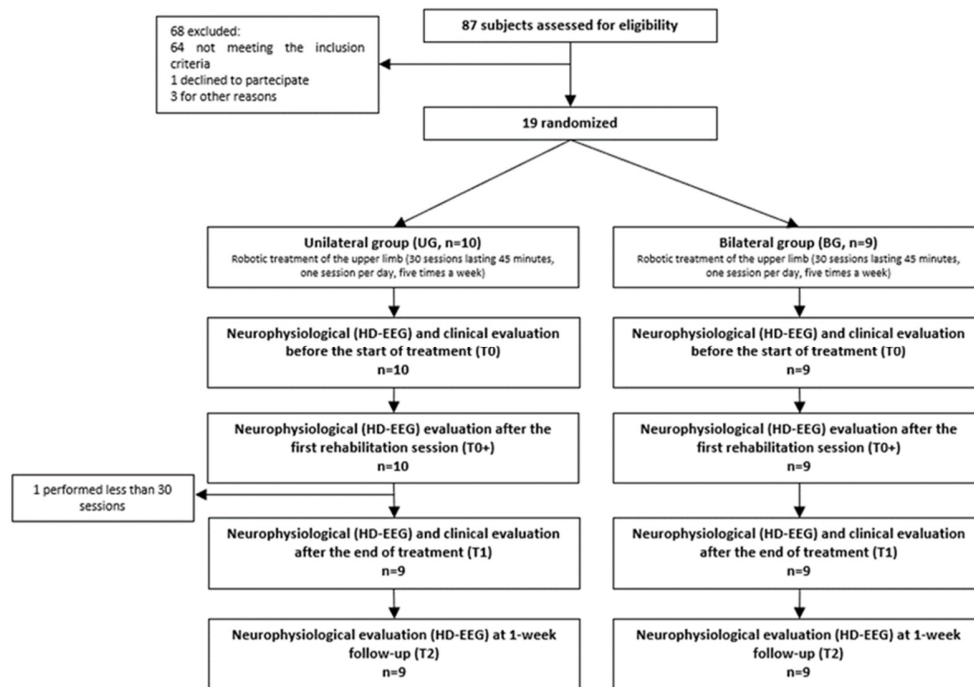 87 subjects assessed for eligibility
68 excluded:
64 not meeting the inclusion
criteria
1 declined to partecipate
3 for other reasons
19 randomized
Unilateral group (UG, n=10)
Robotic treatment of the upper limb (30 sessions lasting 45 minutes,
one session per day, five times a week)
Bilateral group (BG, n=9)
Robotic treatment of the upper limb (30 sessions lasting 45 minutes,
one session per day, five times a week)
Neurophysiological (HD-EEG) and clinical evaluation
before the start of treatment (T0)
n=10
Neurophysiological (HD-EEG) and clinical evaluation
before the start of treatment (T0)
n=9
Neurophysiological (HD-EEG) evaluation after the
first rehabilitation session (T0+)
n=10
Neurophysiological (HD-EEG) evaluation after the
first rehabilitation session (T0+)
n=9
1 performed less than 30
sessions
Neurophysiological (HD-EEG) and clinical evaluation
after the end of treatment (T1)
n=9
Neurophysiological (HD-EEG) and clinical evaluation
after the end of treatment (T1)
n=9
Neurophysiological evaluation (HD-EEG) at 1-week
follow-up (T2)
n=9
Neurophysiological evaluation (HD-EEG) at 1-week
follow-up (T2)
n=9